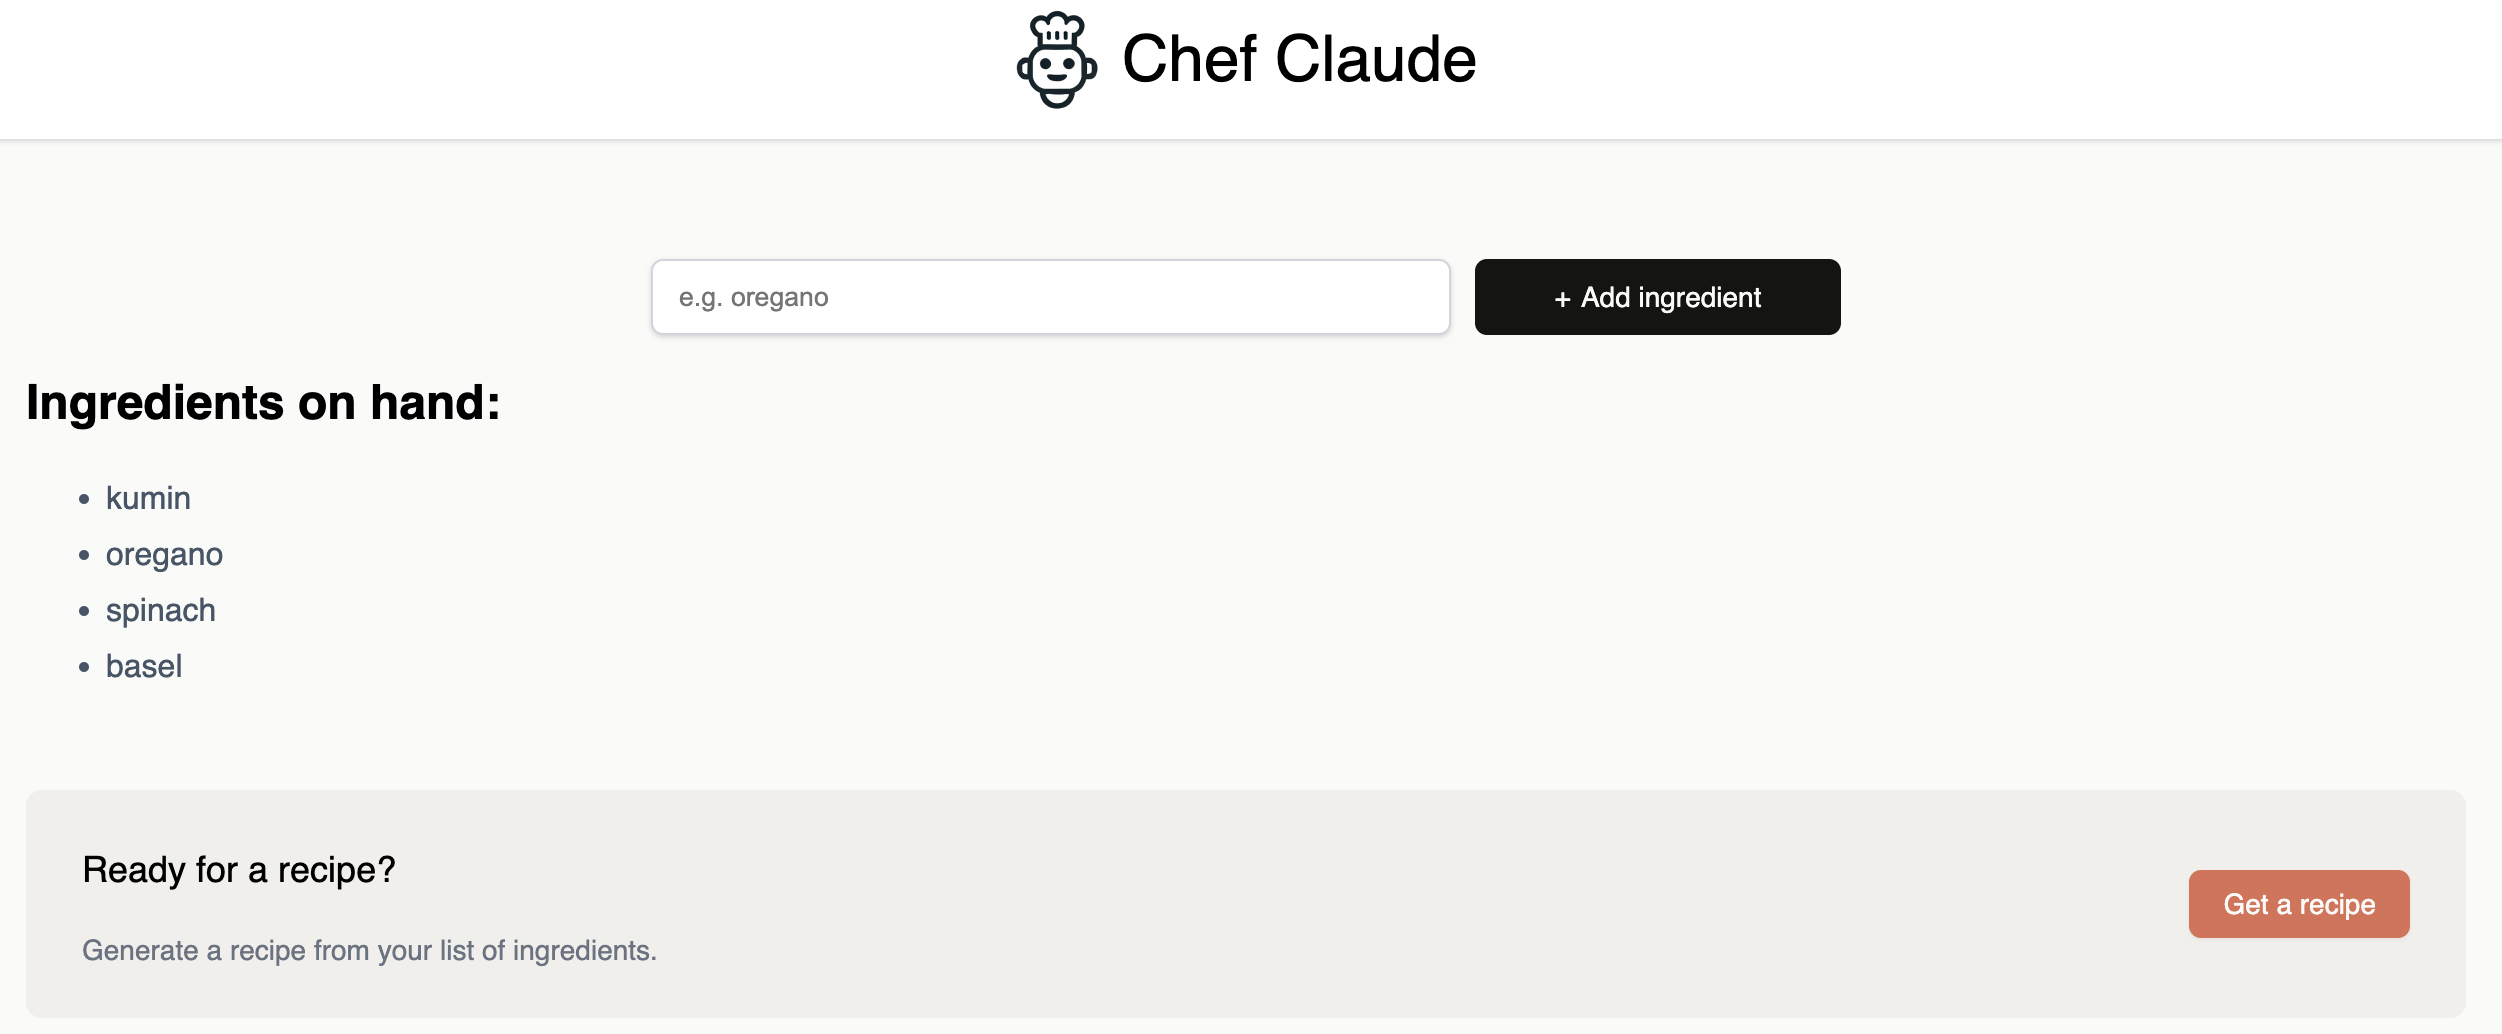 Chef Claude
e.g. oregano
+ Add ingredient
Ingredients on hand:
kumin
oregano
spinach
basel
Ready for a recipe?
Generate a recipe from your list of ingredients.
Get a recipe